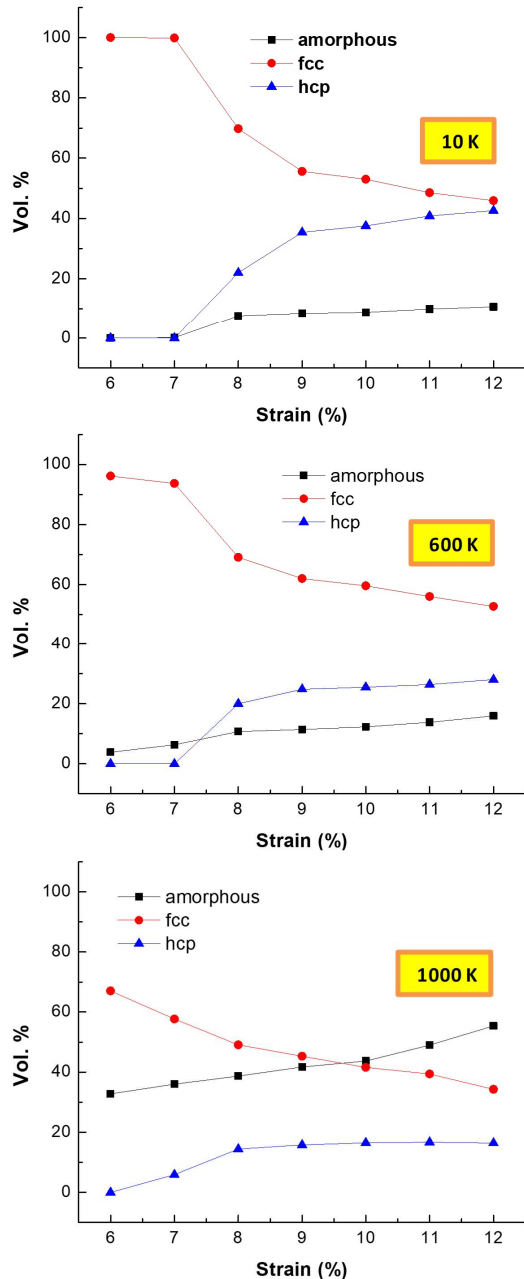 amorphous
fcc
hcp
10 K
100
80
60
40
20
0
Vol. %
6 7 8 9 10 11 12
Strain (%)
amorphous
fcc
hcp
600 K
100
80
60
40
20
0
Vol. %
6 7 8 9 10 11 12
Strain (%)
amorphous
fcc
hcp
1000 K
100
80
60
40
20
0
Vol. %
6 7 8 9 10 11 12
Strain (%)